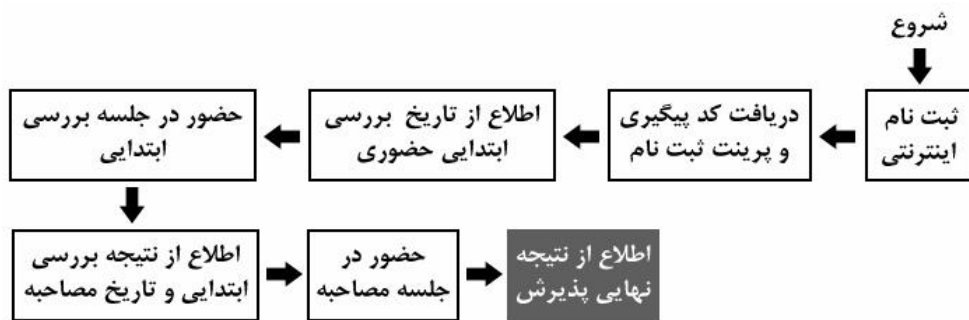 شروع
ثبت نام
اینترنتی
دریافت کد پیگیری
و پرینت ثبت نام
اطلاع از تاریخ بررسی
ابتدایی حضوری
حضور در جلسه بررسی
ابتدایی
اطلاع از نتیجه بررسی
ابتدایی و تاریخ مصاحبه
حضور در
جلسه مصاحبه
اطلاع از نتیجه
نهایی پذیرش